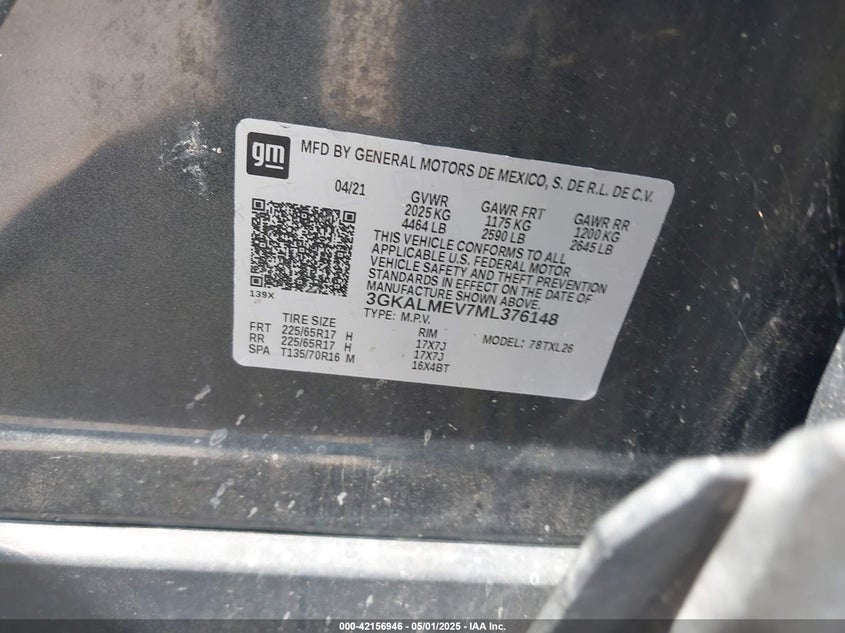 gm
MFD BY GENERAL MOTORS DE MEXICO, S. DE R.L. DE C.V.
04/21 GVWR GAWR FRT GAWR RR
2025 KG 1175 KG 1200 KG
4464 LB 2590 LB 2645 LB
THIS VEHICLE CONFORMS TO ALL
APPLICABLE U.S. FEDERAL MOTOR
VEHICLE SAFETY AND THEFT PREVENTION
STANDARDS IN EFFECT ON THE DATE OF
MANUFACTURE SHOWN ABOVE.
139X
3GKALMEV7ML376148
TYPE: M.P.V. MODEL: 78TXL26
TIRE SIZE RIM
FRT 225/65R17 H 17X7J
RR 225/65R17 H 17X7J
SPA T135/70R16 M 16X4BT
000-42156946 - 05/01/2025 - IAA Inc.